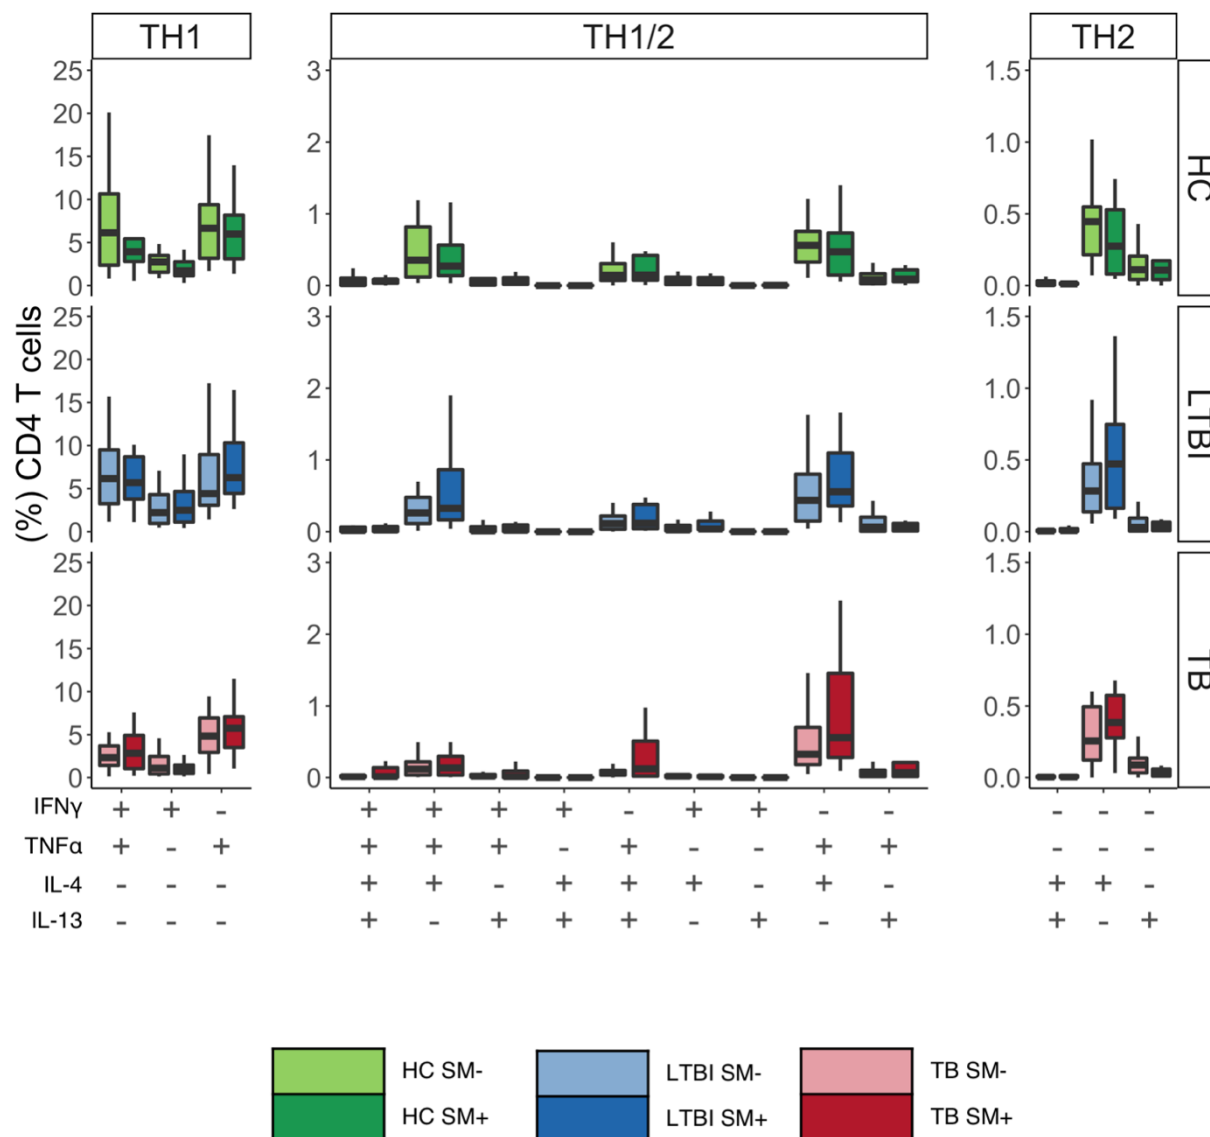 TH1 TH1/2 TH2
(%) CD4 T cells
25 3 1.5
20
15 2 1.0
10
5 1 0.5
0 0 0.0
HC
25 3 1.5
20
15 2 1.0
10
5 1 0.5
0 0 0.0
LTBI
25 3 1.5
20
15 2 1.0
10
5 1 0.5
0 0 0.0
TB
IFNγ + + - + + + + - + + - - - - -
TNFα + - + + + + - + - - + + - - -
IL-4 - - - + + - + + + - + - + + -
IL-13 - - - + - + + + - + - + + - +
HC SM- LTBI SM- TB SM-
HC SM+ LTBI SM+ TB SM+